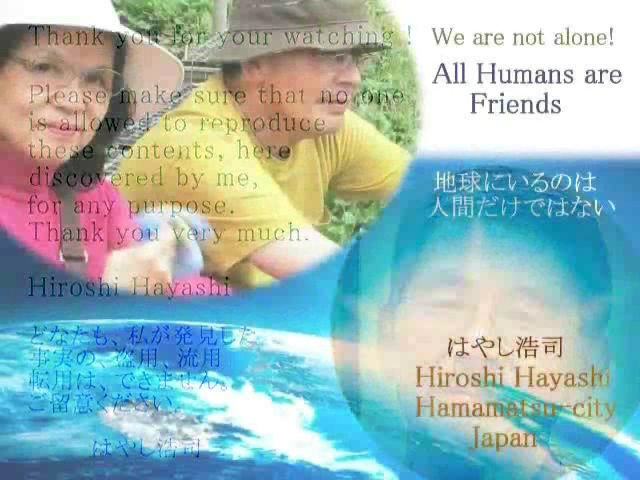 Thank you for your watching !
Please make sure that no one
is allowed to reproduce
these contents, here
discovered by me,
for any purpose.
Thank you very much.
Hiroshi Hayashi
どなたも、私が発見した
事実の、盗用、流用
転用は、できません。
ご留意ください。
はやし浩司
We are not alone!
All Humans are
Friends
地球にいるのは
人間だけではない
はやし浩司
Hiroshi Hayashi
Hamamatsu-city
Japan